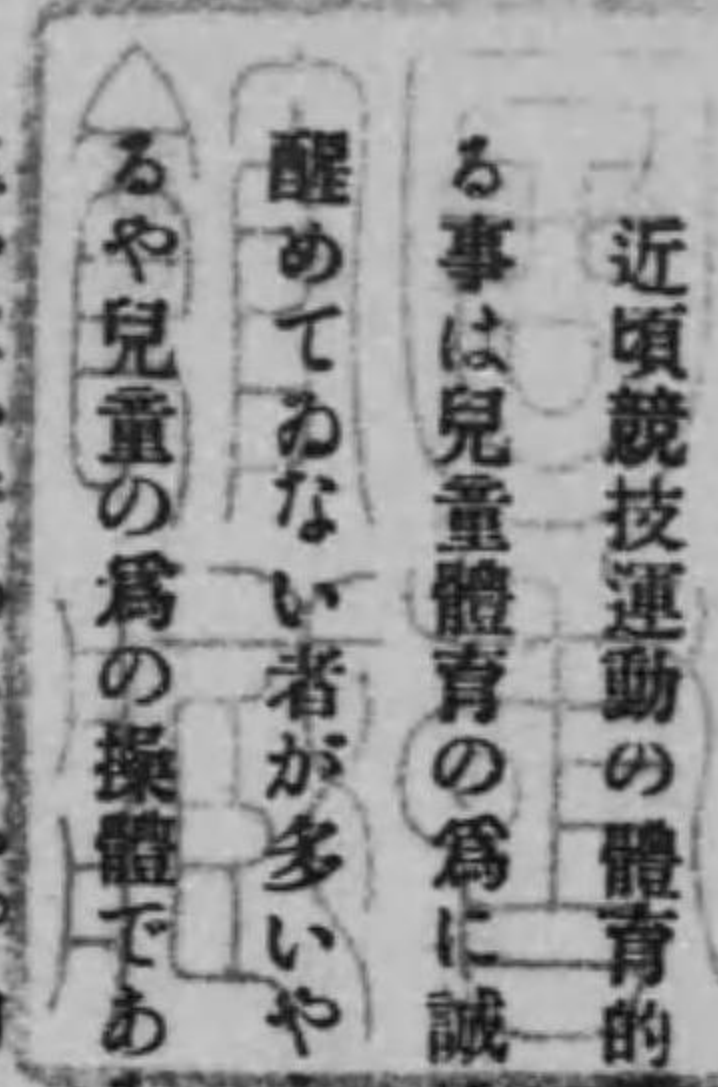 近頃競技運動の體育的
る事は兒童體育の爲に誠
醒めてゐない者が多いや
るや兒童の爲の操體であ